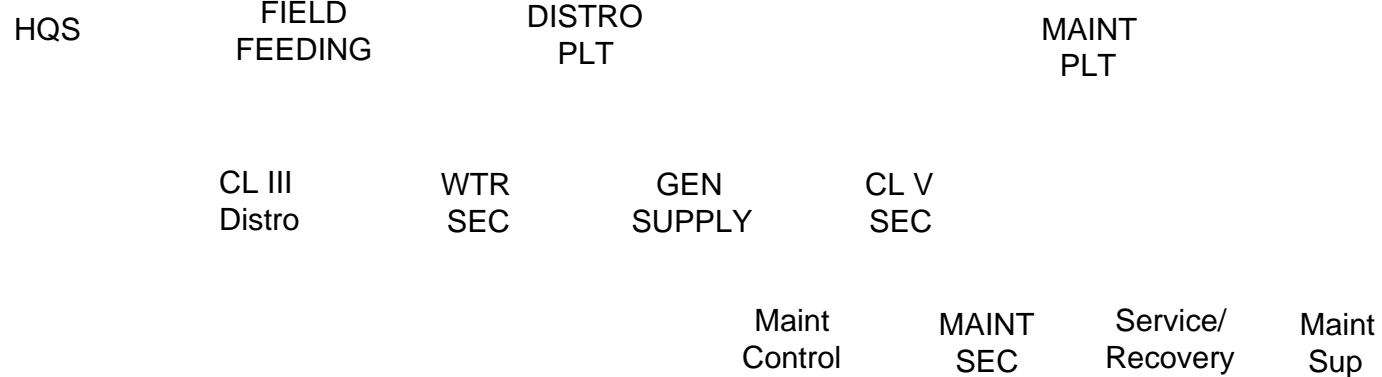 HQS
FIELD
FEEDING
DISTRO
PLT
MAINT
PLT
CL III
Distro
WTR
SEC
GEN
SUPPLY
CL V
SEC
Maint
Control
MAINT
SEC
Service/
Recovery
Maint
Sup